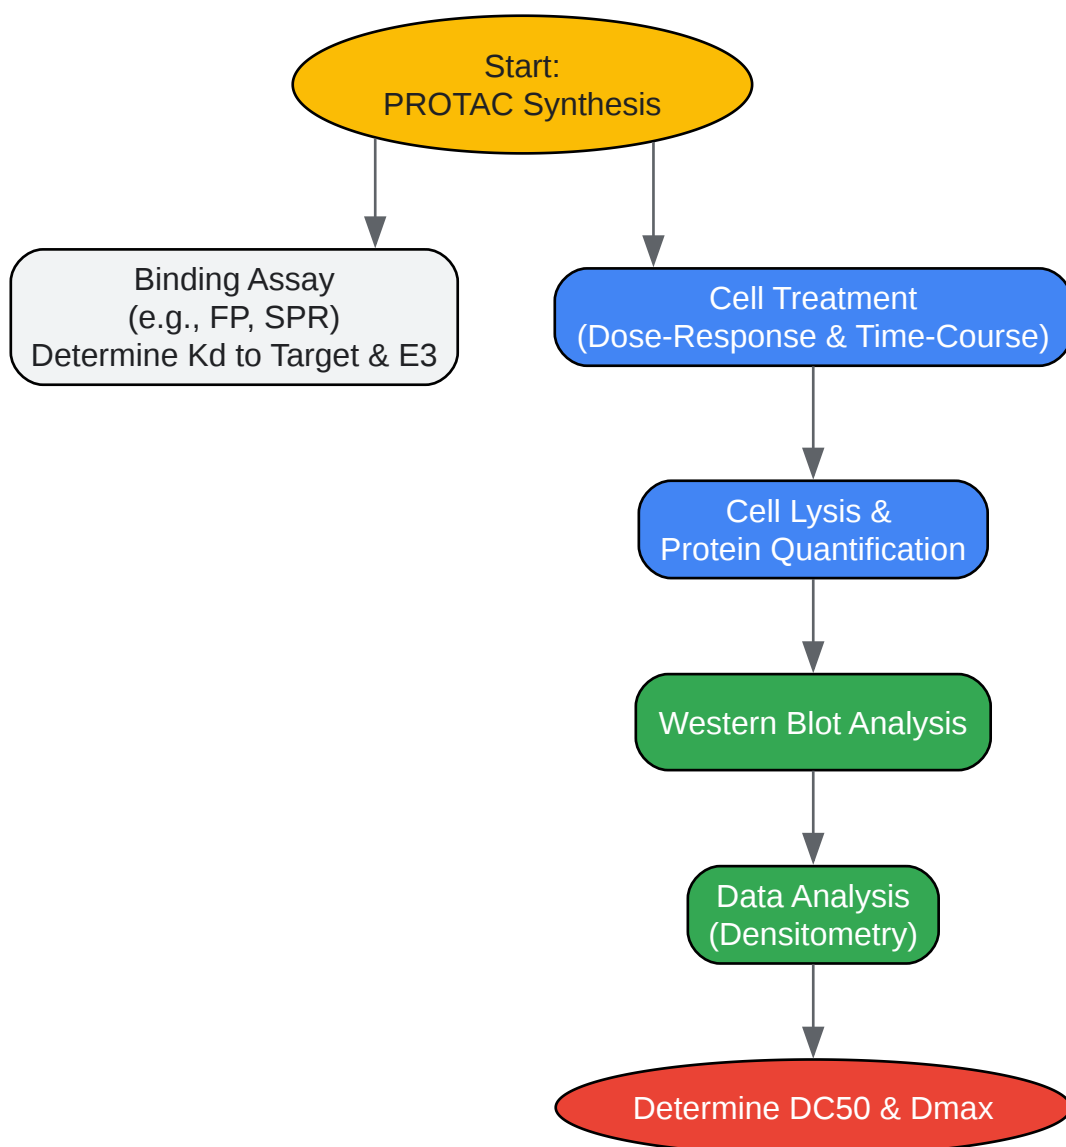 Start:
PROTAC Synthesis
Binding Assay
(e.g., FP, SPR)
Determine Kd to Target & E3
Cell Treatment
(Dose-Response & Time-Course)
Cell Lysis &
Protein Quantification
Western Blot Analysis
Data Analysis
(Densitometry)
Determine DC50 & Dmax